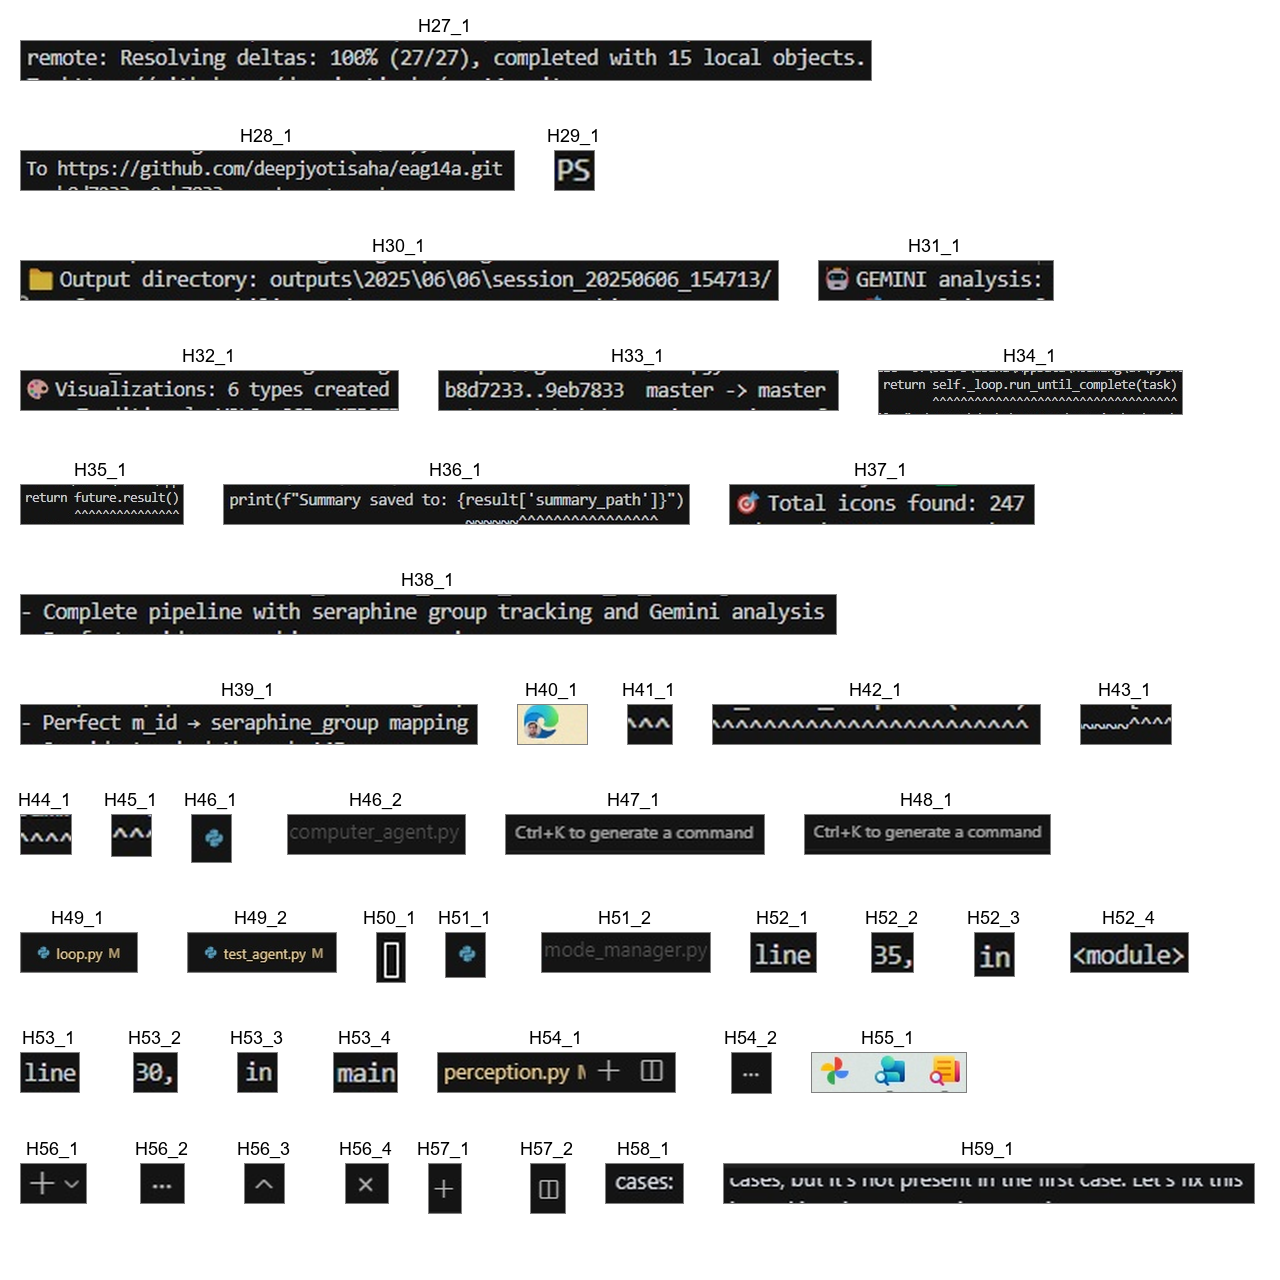 H27_1
remote: Resolving deltas: 100% (27/27), completed with 15 local objects.
H28_1 H29_1
To https://github.com/deepjyotisaha/eag14a.git PS
H30_1 H31_1
Output directory: outputs\2025\06\06\session_20250606_154713/ GEMINI analysis:
H32_1 H33_1 H34_1
Visualizations: 6 types created b8d7233..9eb7833 master -> master return self._loop.run_until_complete(task)
^^^^^^^^^^^^^^^^^^^^^^^^^^^^^^^^^^^
H35_1 H36_1 H37_1
return future.result() print(f"Summary saved to: {result['summary_path']}") Total icons found: 247
^^^^^^^^^^^^^^^ ~~~~~~^^^^^^^^^^^^^^^^
H38_1
- Complete pipeline with seraphine group tracking and Gemini analysis
H39_1 H40_1 H41_1 H42_1 H43_1
- Perfect m_id → seraphine_group mapping ^^^ ^^^^^^^^^^^^^^^^^^^^^ ~~~~~~^^^^
H44_1 H45_1 H46_1 H46_2 H47_1 H48_1
^^^^ ^^^ computer_agent.py Ctrl+K to generate a command Ctrl+K to generate a command
H49_1 H49_2 H50_1 H51_1 H51_2 H52_1 H52_2 H52_3 H52_4
loop.py M test_agent.py M mode_manager.py line 35, in <module>
H53_1 H53_2 H53_3 H53_4 H54_1 H54_2 H55_1
line 30, in main perception.py ...
H56_1 H56_2 H56_3 H56_4 H57_1 H57_2 H58_1 H59_1
... cases: cases, but it's not present in the first case. Let's fix this